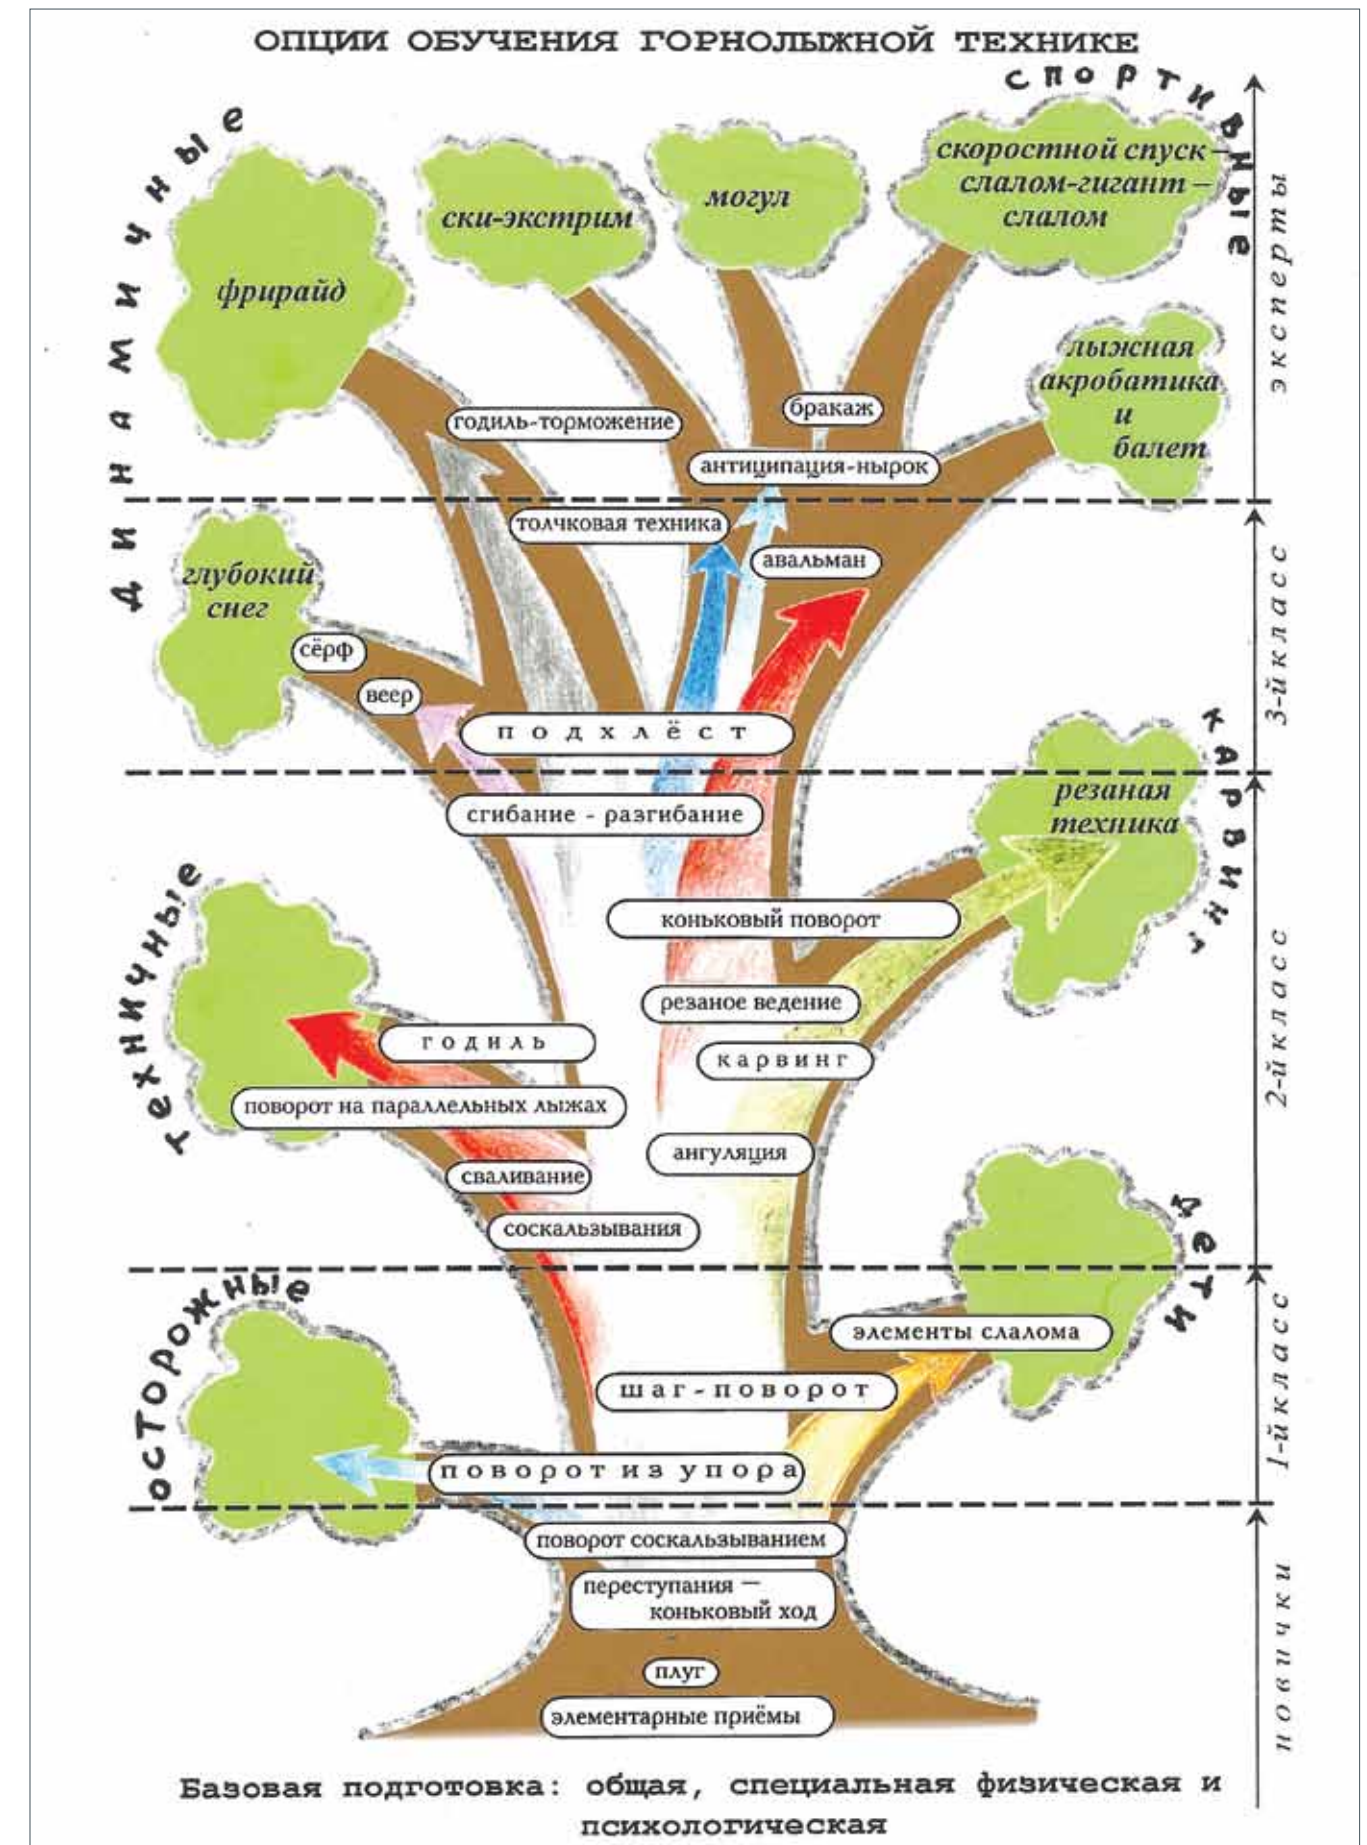 ОПЦИИ ОБУЧЕНИЯ ГОРНОЛЫЖНОЙ ТЕХНИКЕ
СПОРТИВНЫЕ
ДИНАМИЧНЫЕ
скоростной спуск –
слалом-гигант –
слалом
могул
ски-экстрим
фрирайд
эксперты
лыжная
акробатика
и
балет
бракаж
годиль-торможение
антиципация-нырок
толчковая техника
авальман
глубокий
снег
3-йкласс
сёрф
веер
ПОДХЛЁСТ
КАРВИНГ
резаная
техника
сгибание - разгибание
техничные
коньковый поворот
2-йкласс
резаное ведение
годиль
карвинг
поворот на параллельных лыжах
ангуляция
сваливание
соскальзывания
дети
осторожные
элементы слалома
1-йкласс
шаг-поворот
поворот из упора
поворот соскальзыванием
переступания —
коньковый ход
новички
плуг
элементарные приёмы
Базовая подготовка: общая, специальная физическая и
психологическая